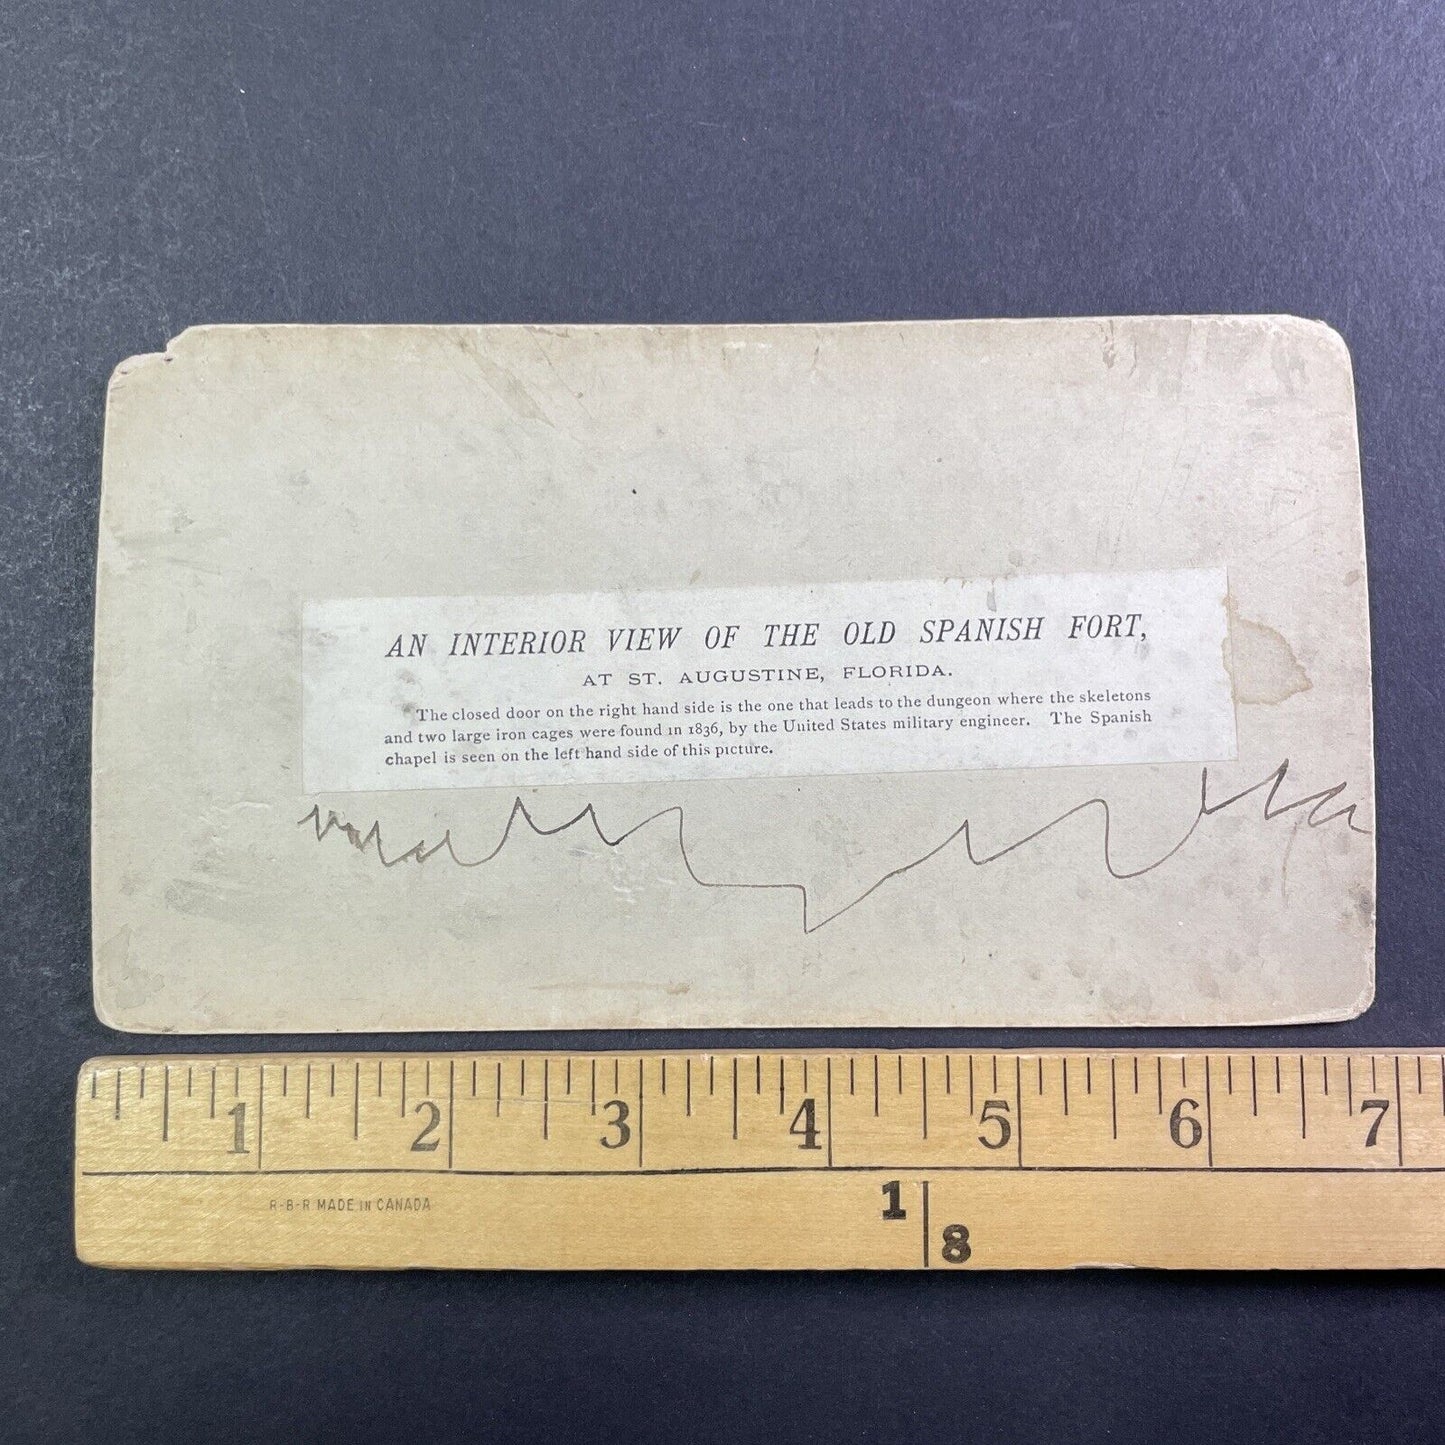 AN INTERIOR VIEW OF THE OLD SPANISH FORT,
AT ST. AUGUSTINE, FLORIDA.
The closed door on the right hand side is the one that leads to the dungeon where the skeletons
and two large iron cages were found in 1836, by the United States military engineer. The Spanish
chapel is seen on the left hand side of this picture.
1 2 3 4 5 6 7
R-B-R MADE IN CANADA
1
8